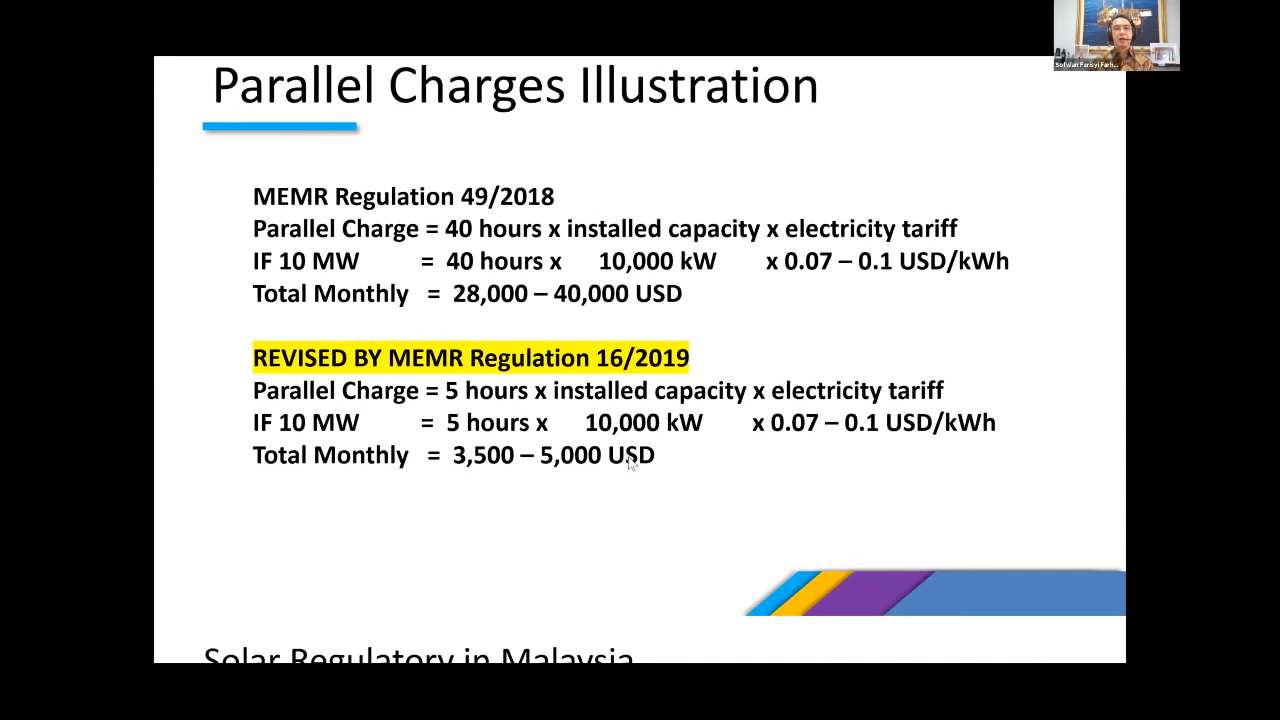 Sofwan Farisyi Farh...
Parallel Charges Illustration
MEMR Regulation 49/2018
Parallel Charge = 40 hours x installed capacity x electricity tariff
IF 10 MW = 40 hours x 10,000 kW x 0.07 – 0.1 USD/kWh
Total Monthly = 28,000 – 40,000 USD
REVISED BY MEMR Regulation 16/2019
Parallel Charge = 5 hours x installed capacity x electricity tariff
IF 10 MW = 5 hours x 10,000 kW x 0.07 – 0.1 USD/kWh
Total Monthly = 3,500 – 5,000 USD
Solar Regulatory in Malaysia